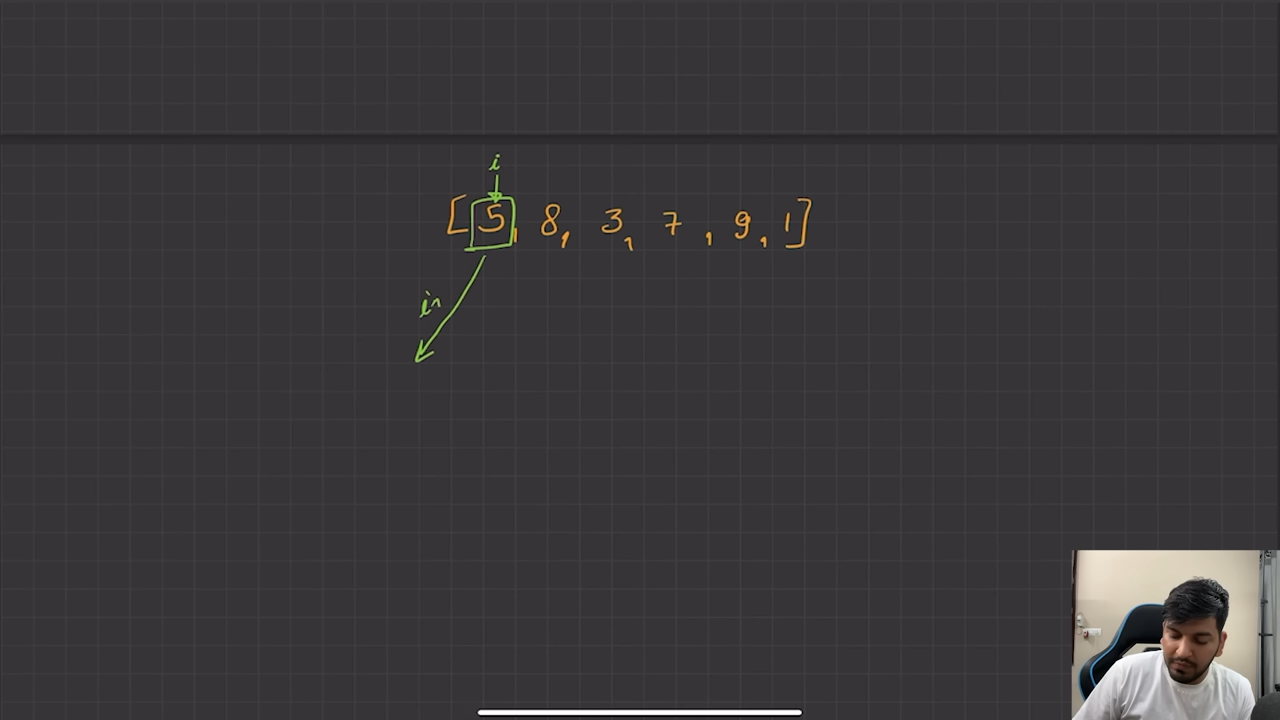 i
[5, 8, 3, 7, 9, 1]
in